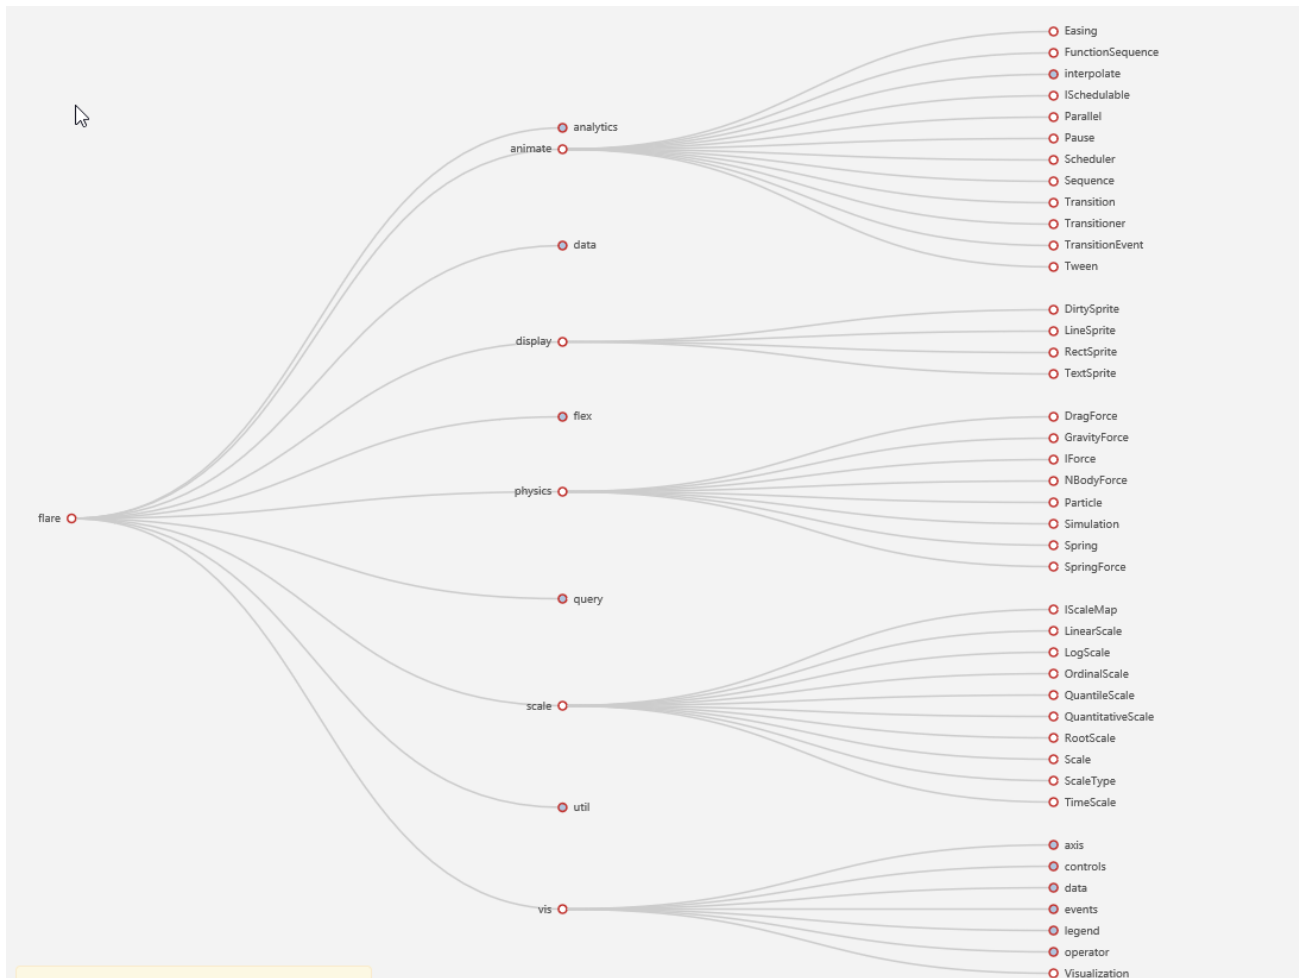 flare
analytics
animate
Easing
FunctionSequence
interpolate
ISchedulable
Parallel
Pause
Scheduler
Sequence
Transition
Transitioner
TransitionEvent
Tween
data
display
DirtySprite
LineSprite
RectSprite
TextSprite
flex
physics
DragForce
GravityForce
IForce
NBodyForce
Particle
Simulation
Spring
SpringForce
query
scale
IScaleMap
LinearScale
LogScale
OrdinalScale
QuantileScale
QuantitativeScale
RootScale
Scale
ScaleType
TimeScale
util
vis
axis
controls
data
events
legend
operator
Visualization